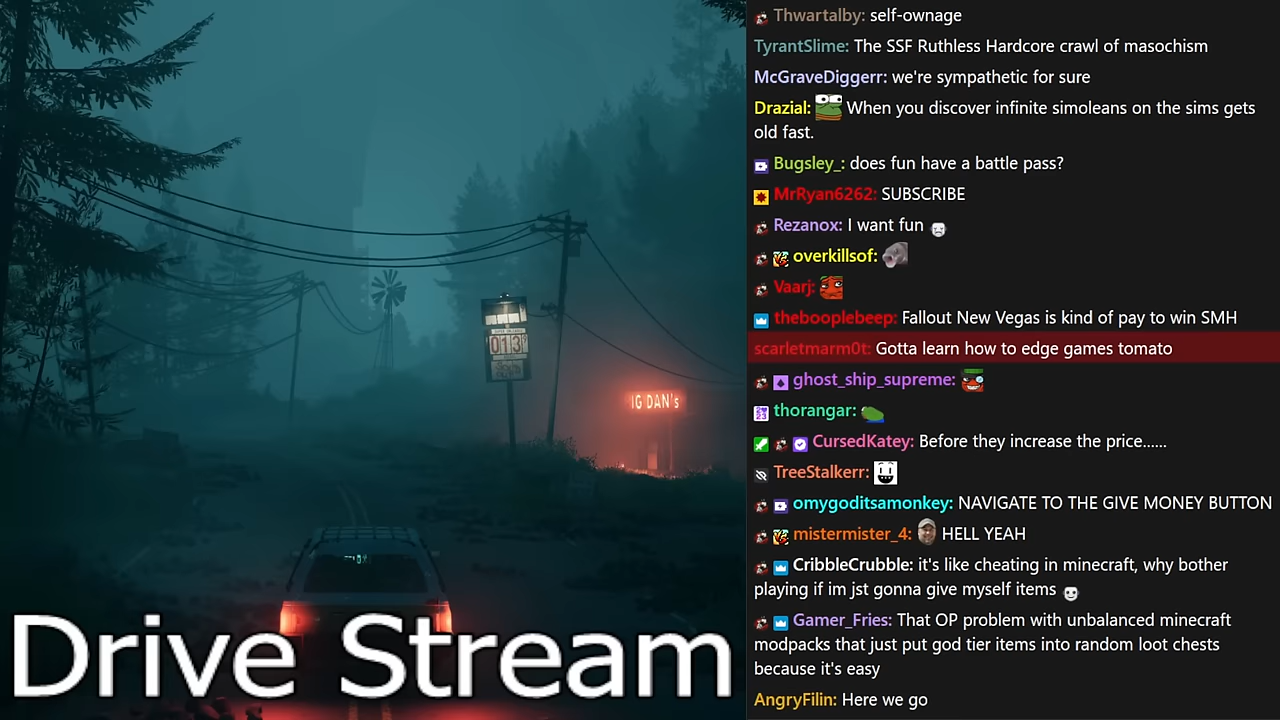 Thwartalby: self-ownage
TyrantSlime: The SSF Ruthless Hardcore crawl of masochism
McGraveDiggerr: we're sympathetic for sure
Drazial: When you discover infinite simoleans on the sims gets
old fast.
Bugsley_: does fun have a battle pass?
MrRyan6262: SUBSCRIBE
Rezanox: I want fun
overkillsof:
Vaarj:
thebooplebeep: Fallout New Vegas is kind of pay to win SMH
scarletmarm0t: Gotta learn how to edge games tomato
ghost_ship_supreme:
thorangar:
CursedKatey: Before they increase the price......
TreeStalkerr:
omygoditsamonkey: NAVIGATE TO THE GIVE MONEY BUTTON
mistermister_4: HELL YEAH
CribbleCrubble: it's like cheating in minecraft, why bother
playing if im jst gonna give myself items
Gamer_Fries: That OP problem with unbalanced minecraft
modpacks that just put god tier items into random loot chests
because it's easy
AngryFilin: Here we go
013
IG DAN's
Drive Stream